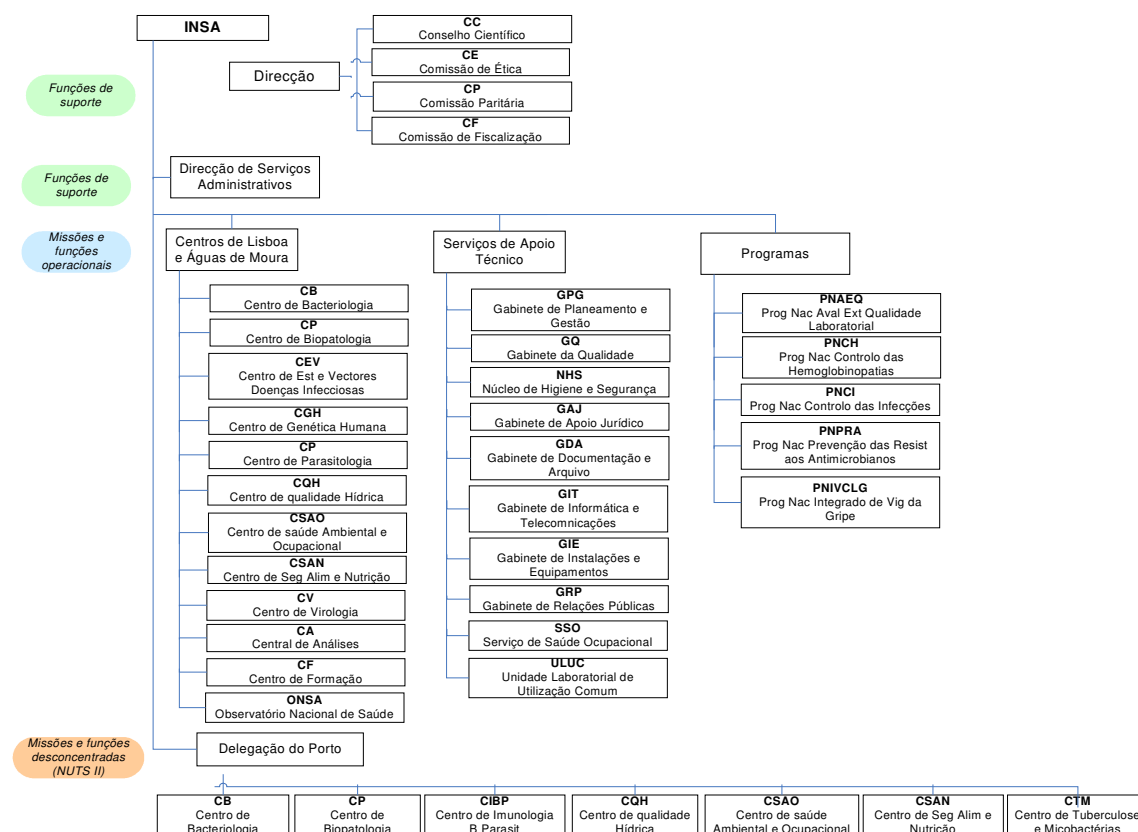 INSA
CC
Conselho Científico
CE
Comissão de Ética
Direcção
CP
Comissão Paritária
CF
Comissão de Fiscalização
Funções de
suporte
Direcção de Serviços
Administrativos
Funções de
suporte
Missões e
funções
operacionais
Centros de Lisboa
e Águas de Moura
CB
Centro de Bacteriologia
CP
Centro de Biopatologia
CEV
Centro de Est e Vectores
Doenças Infecciosas
CGH
Centro de Genética Humana
CP
Centro de Parasitologia
CQH
Centro de qualidade Hídrica
CSAO
Centro de saúde Ambiental e
Ocupacional
CSAN
Centro de Seg Alim e Nutrição
CV
Centro de Virologia
CA
Central de Análises
CF
Centro de Formação
ONSA
Observatório Nacional de Saúde
Serviços de Apoio
Técnico
GPG
Gabinete de Planeamento e
Gestão
GQ
Gabinete da Qualidade
NHS
Núcleo de Higiene e Segurança
GAJ
Gabinete de Apoio Jurídico
GDA
Gabinete de Documentação e
Arquivo
GIT
Gabinete de Informática e
Telecomnicações
GIE
Gabinete de Instalações e
Equipamentos
GRP
Gabinete de Relações Públicas
SSO
Serviço de Saúde Ocupacional
ULUC
Unidade Laboratorial de
Utilização Comum
Programas
PNAEQ
Prog Nac Aval Ext Qualidade
Laboratorial
PNCH
Prog Nac Controlo das
Hemoglobinopatias
PNCI
Prog Nac Controlo das Infecções
PNPRA
Prog Nac Prevenção das Resist
aos Antimicrobianos
PNIVCLG
Prog Nac Integrado de Vig da
Gripe
Missões e funções
desconcentradas
(NUTS II)
Delegação do Porto
CB
Centro de
Bacteriologia
CP
Centro de
Biopatologia
CIBP
Centro de Imunologia
B Parasit
CQH
Centro de qualidade
Hídrica
CSAO
Centro de saúde
Ambiental e Ocupacional
CSAN
Centro de Seg Alim e
Nutrição
CTM
Centro de Tuberculose
e Micobactérias